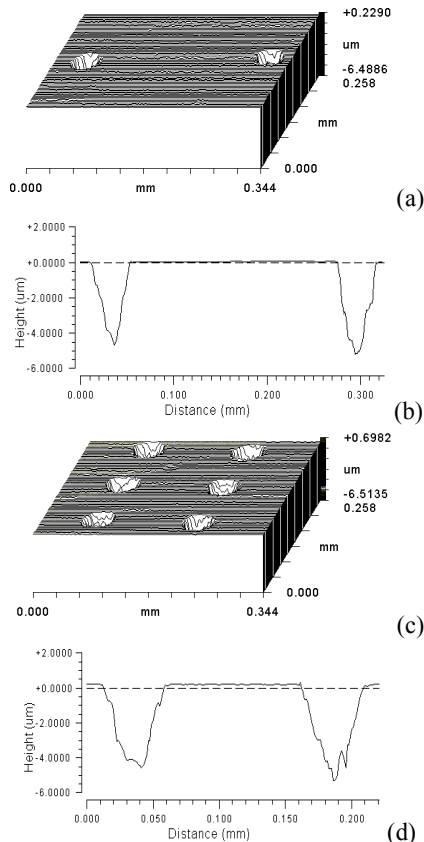 +0.2290
um
-6.4886
0.258
mm
0.000
0.000 mm 0.344
(a)
+2.0000
+0.0000
-2.0000
-4.0000
-6.0000
Height (um)
0.000 0.100 0.200 0.300
Distance (mm)
(b)
+0.6982
um
-6.5135
0.258
mm
0.000
0.000 mm 0.344
(c)
+2.0000
+0.0000
-2.0000
-4.0000
-6.0000
Height (um)
0.000 0.050 0.100 0.150 0.200
Distance (mm)
(d)